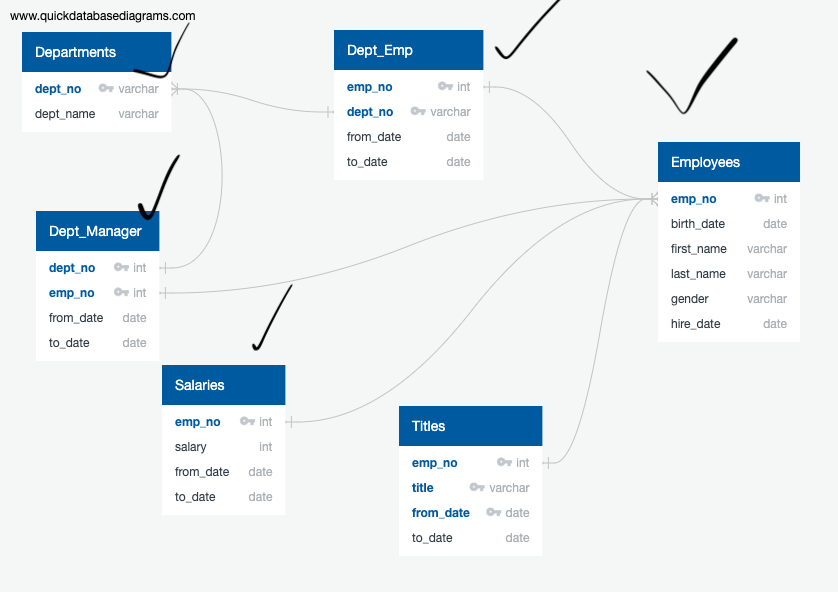 www.quickdatabasediagrams.com
Departments
dept_no varchar
dept_name varchar
Dept_Emp
emp_no int
dept_no varchar
from_date date
to_date date
Employees
emp_no int
birth_date date
first_name varchar
last_name varchar
gender varchar
hire_date date
Dept_Manager
dept_no int
emp_no int
from_date date
to_date date
Salaries
emp_no int
salary int
from_date date
to_date date
Titles
emp_no int
title varchar
from_date date
to_date date